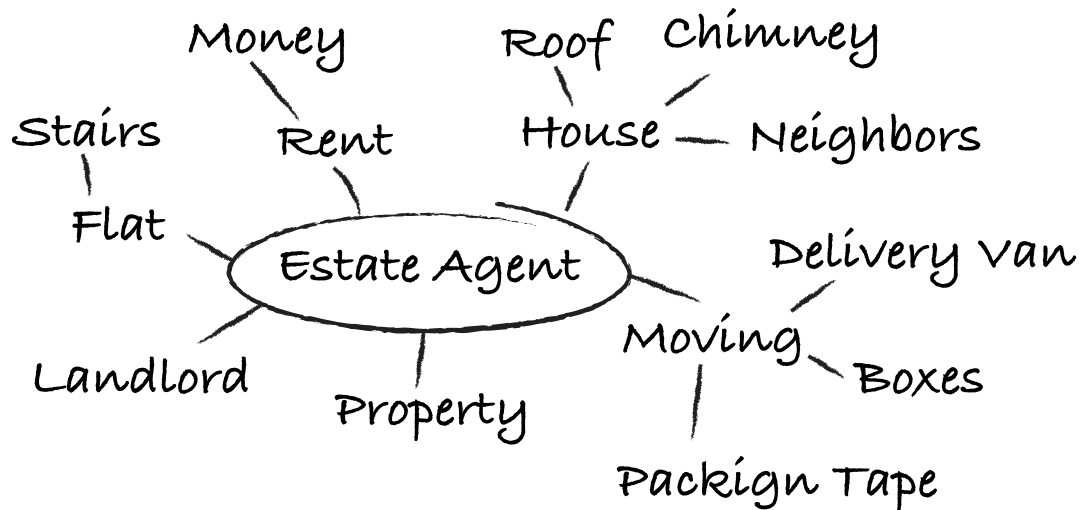 Money
Roof
Chimney
Stairs
Rent
House
Neighbors
Flat
Estate Agent
Delivery Van
Moving
Landlord
Boxes
Property
Packign Tape